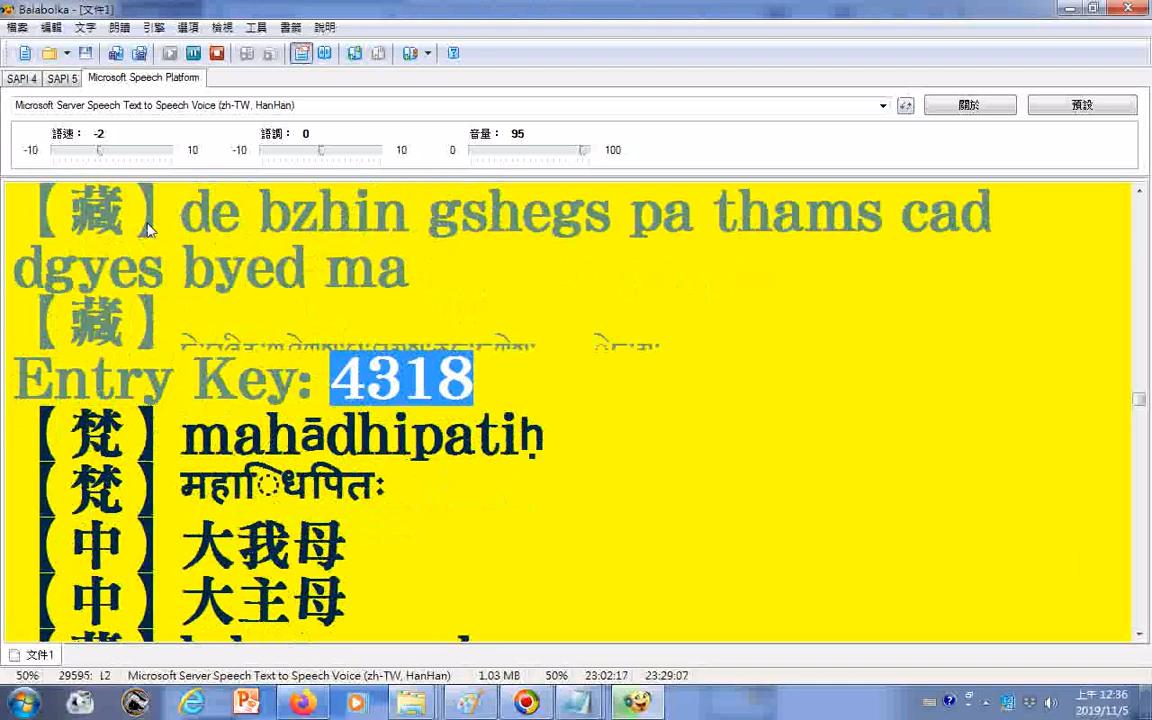 Balabolka - [文件1]
檔案 編輯 文字 朗讀 引擎 選項 檢視 工具 書籤 說明
SAPI 4 SAPI 5 Microsoft Speech Platform
Microsoft Server Speech Text to Speech Voice (zh-TW, HanHan) 關於 預設
語速： -2 語調： 0 音量： 95
-10 10 -10 10 0 100
【藏】 de bzhin gshegs pa thams cad
dgyes byed ma
【藏】
Entry Key: 4318
【梵】 mahādhipatiḥ
【梵】 महािधपितः
【中】 大我母
【中】 大主母
文件1
50% 29595: 12 Microsoft Server Speech Text to Speech Voice (zh-TW, HanHan) 1.03 MB 50% 23:02:17 23:29:07
上午 12:36
2019/11/5